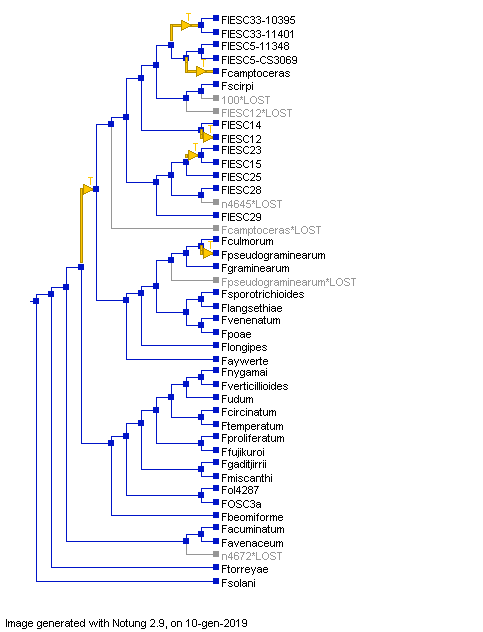 T
FIESC33-10395
FIESC33-11401
FIESC5-11348
FIESC5-CS3069
T
Fcamptoceras
Fscirpi
100*LOST
FIESC12*LOST
FIESC14
T
FIESC12
T
FIESC23
FIESC15
FIESC25
T
FIESC28
n4645*LOST
FIESC29
Fcamptoceras*LOST
Fculmorum
T
Fpseudograminearum
Fgraminearum
Fpseudograminearum*LOST
Fsporotrichioides
Flangsethiae
Fvenenatum
Fpoae
Flongipes
Faywerte
Fnygamai
Fverticillioides
Fudum
Fcircinatum
Ftemperatum
Fproliferatum
Ffujikuroi
Fgaditjirrii
Fmiscanthi
Fol4287
FOSC3a
Fbeomiforme
Facuminatum
Favenaceum
n4672*LOST
Ftorreyae
Fsolani
Image generated with Notung 2.9, on 10-gen-2019